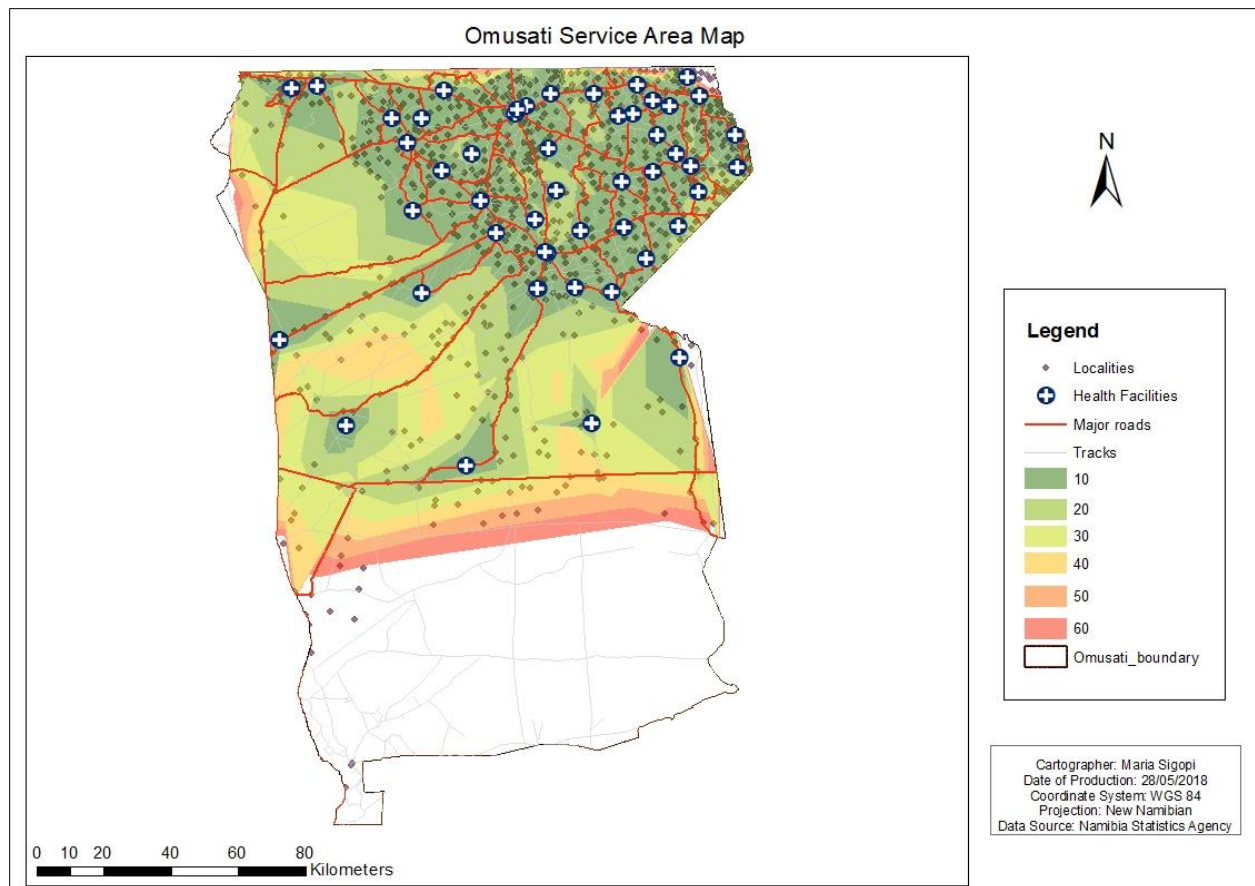 Omusati Service Area Map
N
Legend
Localities
Health Facilities
Major roads
Tracks
10
20
30
40
50
60
Omusati_boundary
Cartographer: Maria Sigopi
Date of Production: 28/05/2018
Coordinate System: WGS 84
Projection: New Namibian
Data Source: Namibia Statistics Agency
0 10 20 40 60 80
Kilometers